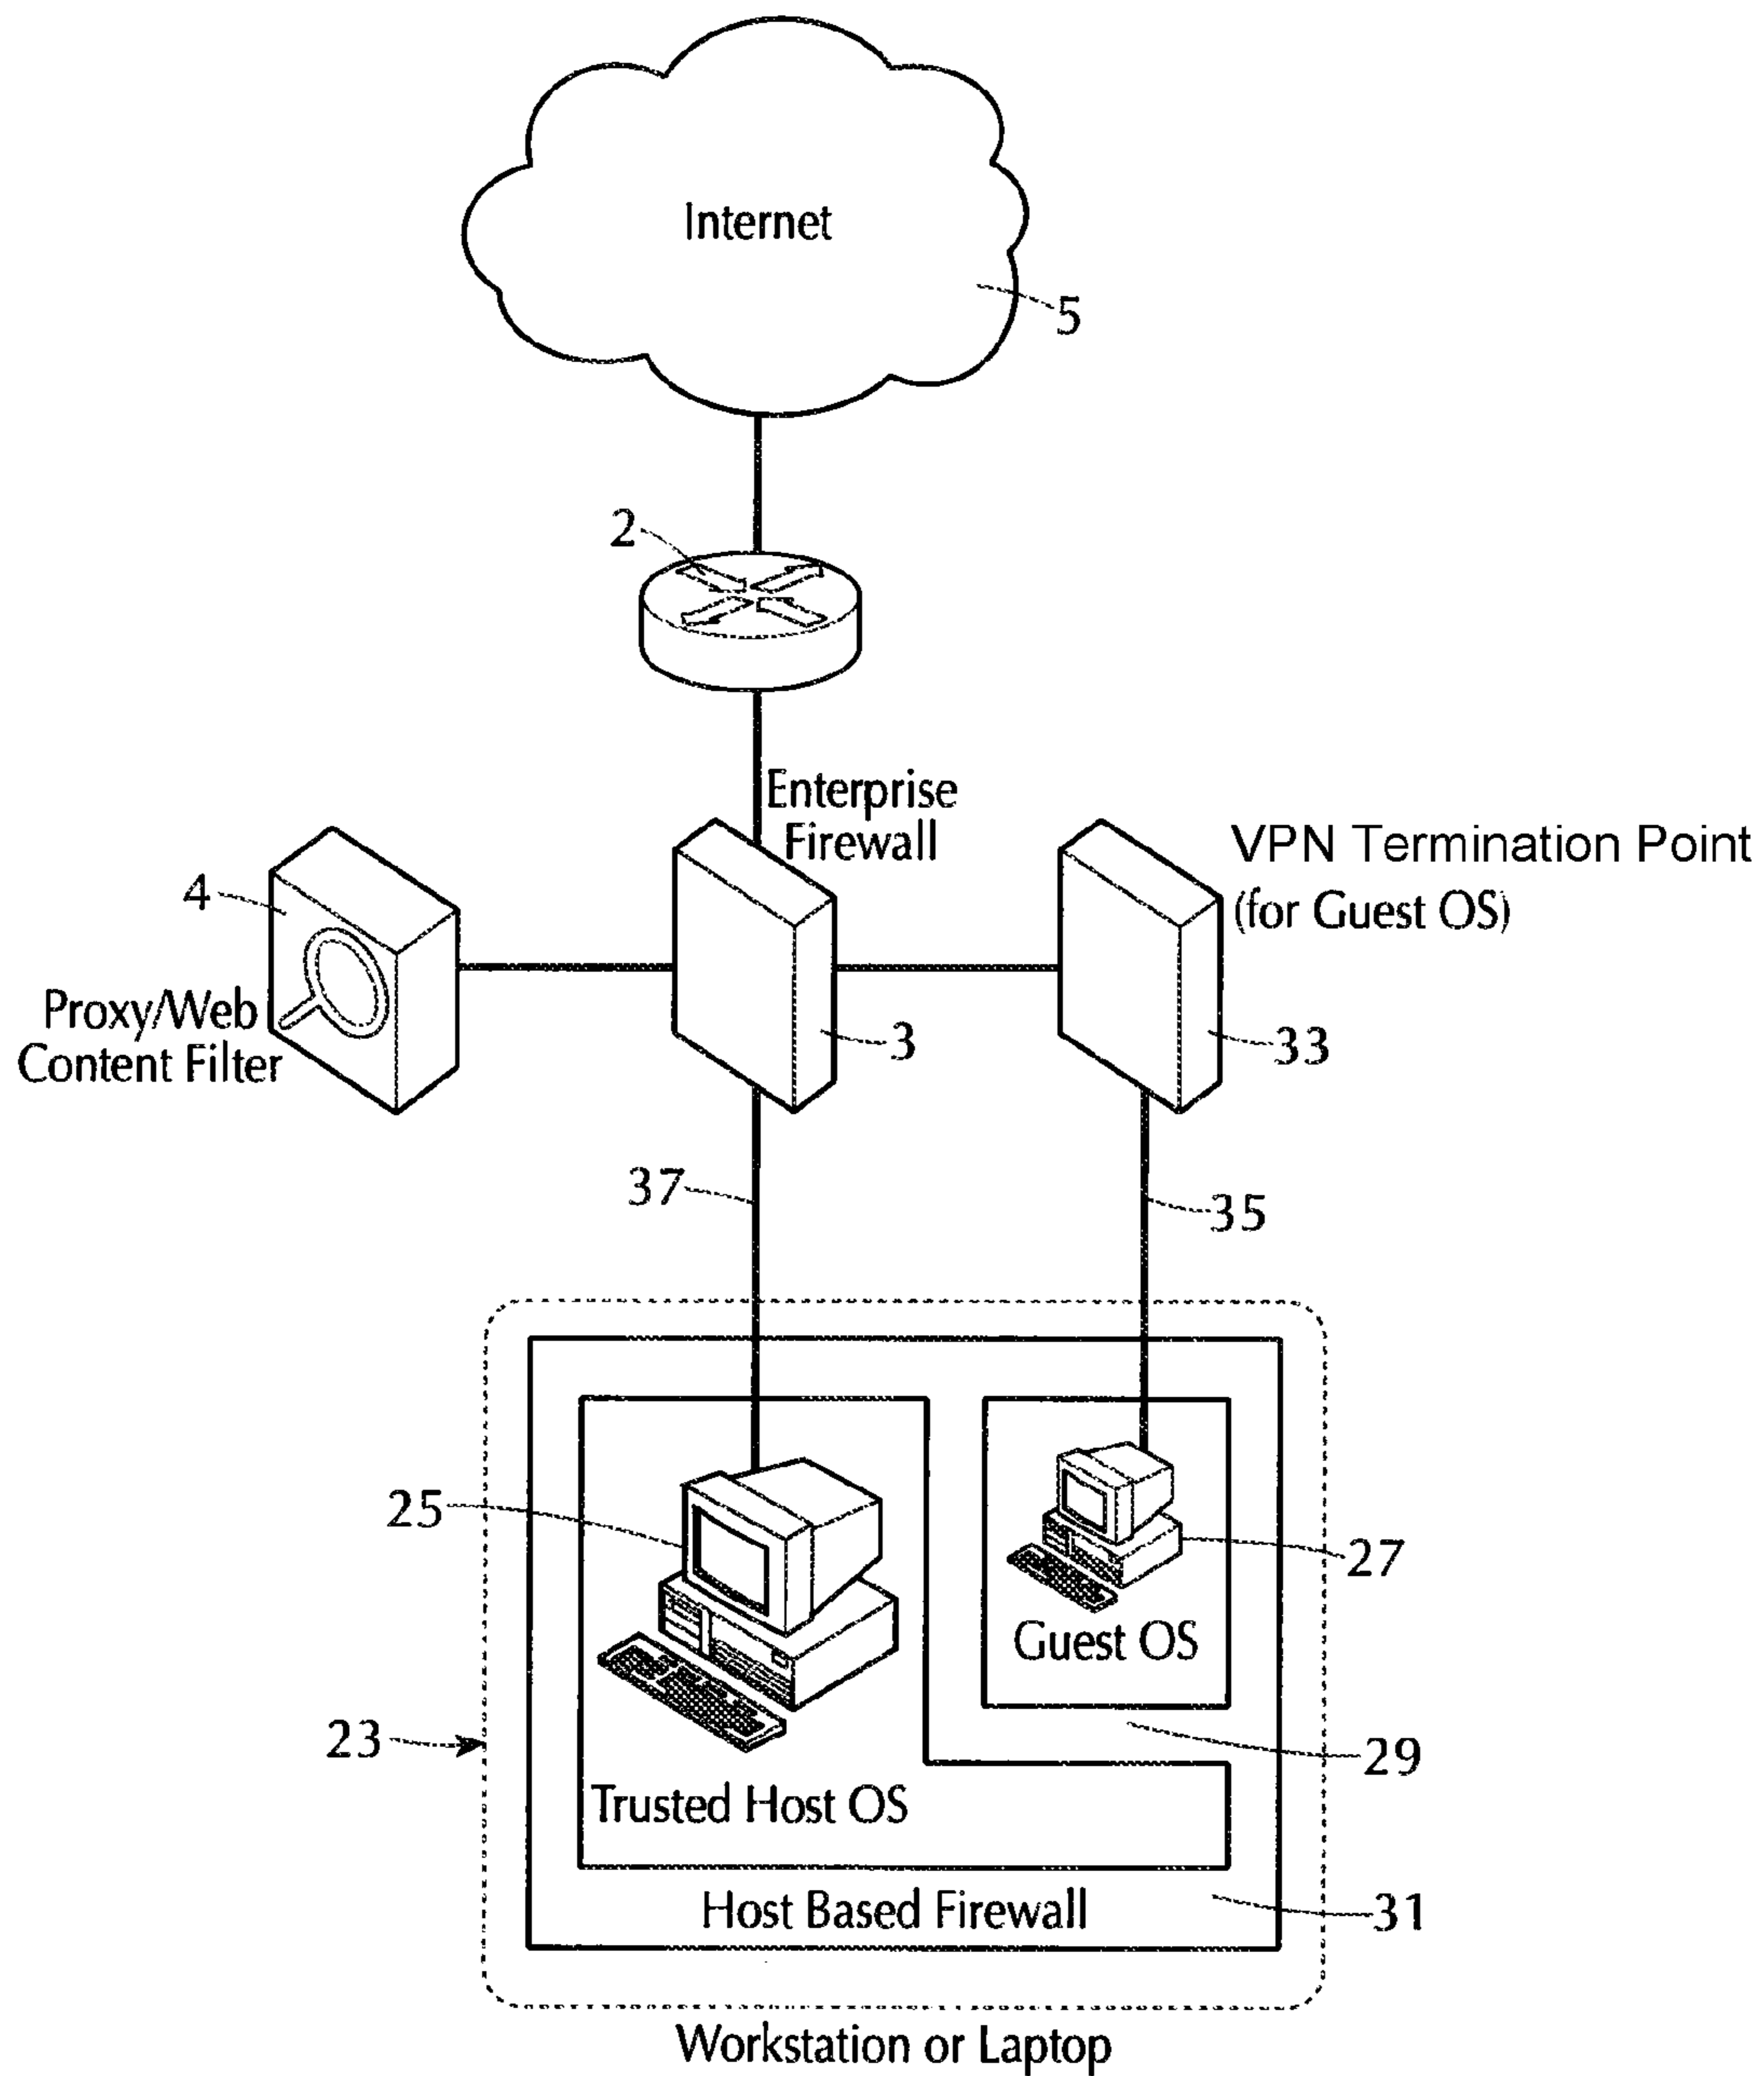 Internet
5
2
Enterprise
Firewall
VPN Termination Point
(for Guest OS)
4
Proxy/Web
Content Filter
3
33
37
35
25
27
Guest OS
23
29
Trusted Host OS
Host Based Firewall
31
Workstation or Laptop